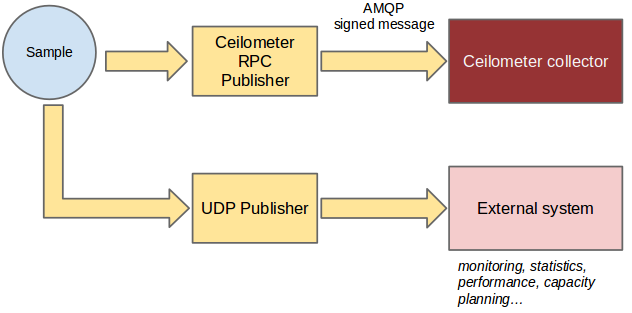 Sample
Ceilometer
RPC
Publisher
AMQP
signed message
Ceilometer collector
UDP Publisher
External system
monitoring, statistics,
performance, capacity
planning…